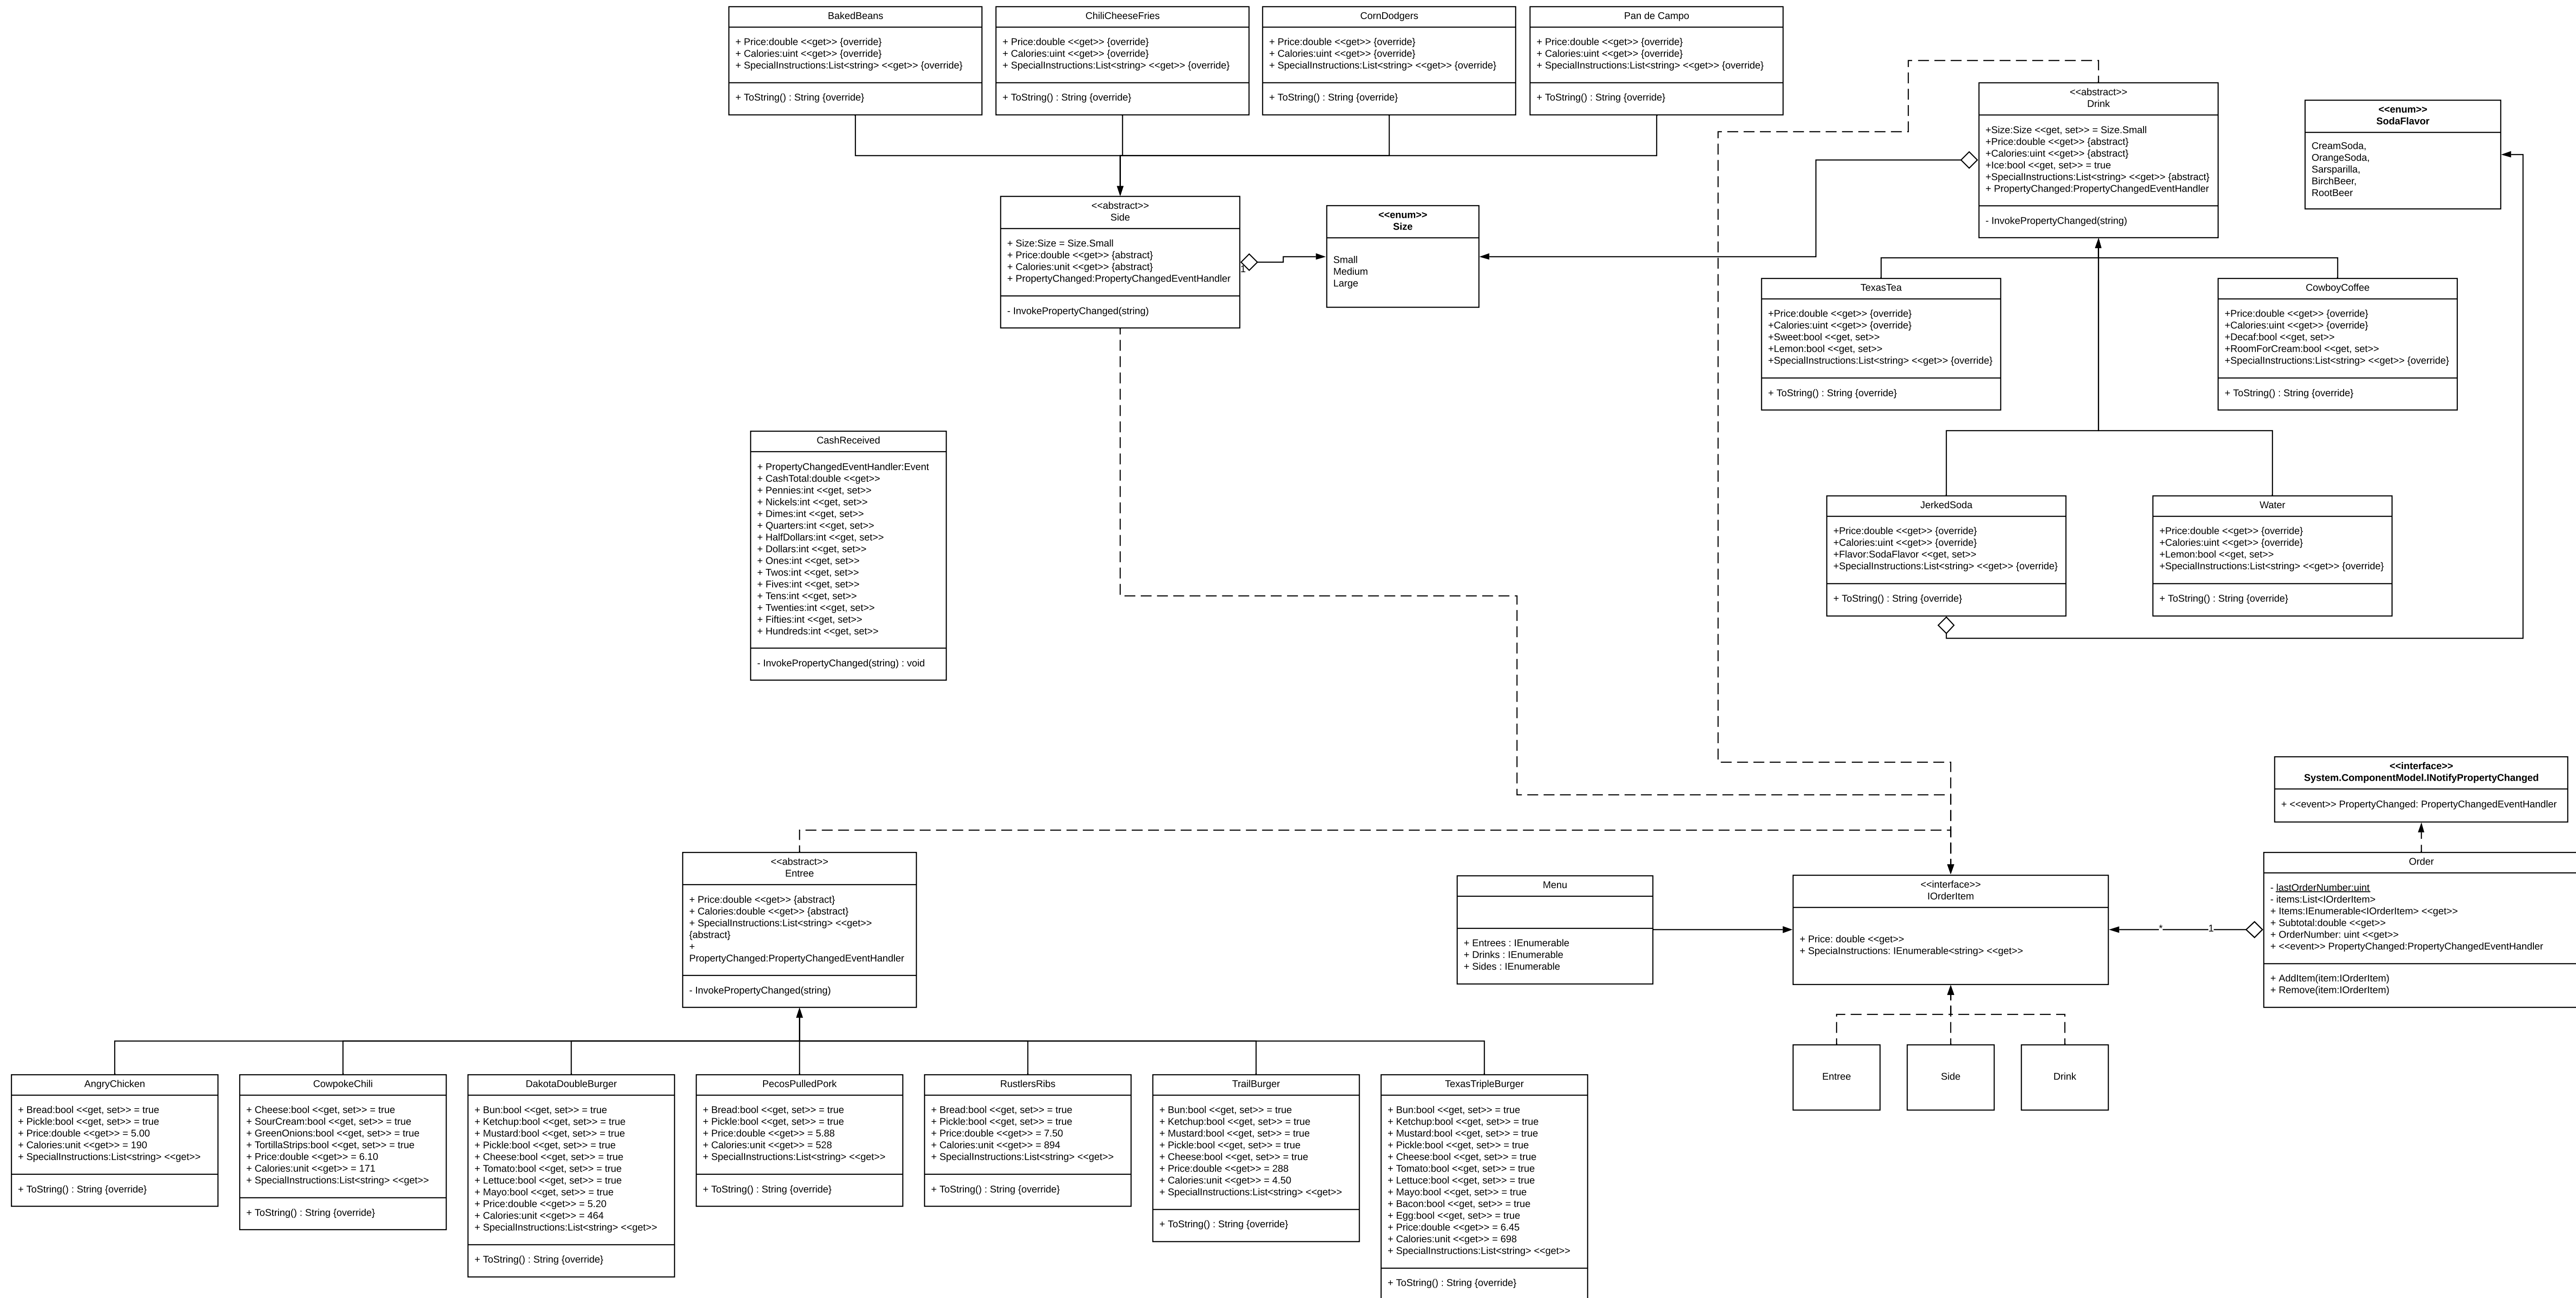 BakedBeans
+ Price:double <<get>> {override}
+ Calories:uint <<get>> {override}
+ SpecialInstructions:List<string> <<get>> {override}
+ ToString() : String {override}
ChiliCheeseFries
+ Price:double <<get>> {override}
+ Calories:uint <<get>> {override}
+ SpecialInstructions:List<string> <<get>> {override}
+ ToString() : String {override}
CornDodgers
+ Price:double <<get>> {override}
+ Calories:uint <<get>> {override}
+ SpecialInstructions:List<string> <<get>> {override}
+ ToString() : String {override}
Pan de Campo
+ Price:double <<get>> {override}
+ Calories:uint <<get>> {override}
+ SpecialInstructions:List<string> <<get>> {override}
+ ToString() : String {override}
<<abstract>>
Drink
+Size:Size <<get, set>> = Size.Small
+Price:double <<get>> {abstract}
+Calories:uint <<get>> {abstract}
+Ice:bool <<get, set>> = true
+SpecialInstructions:List<string> <<get>> {abstract}
+ PropertyChanged:PropertyChangedEventHandler
- InvokePropertyChanged(string)
<<enum>>
SodaFlavor
CreamSoda,
OrangeSoda,
Sarsparilla,
BirchBeer,
RootBeer
<<abstract>>
Side
+ Size:Size = Size.Small
+ Price:double <<get>> {abstract}
+ Calories:unit <<get>> {abstract}
+ PropertyChanged:PropertyChangedEventHandler
- InvokePropertyChanged(string)
1
<<enum>>
Size
Small
Medium
Large
TexasTea
+Price:double <<get>> {override}
+Calories:uint <<get>> {override}
+Sweet:bool <<get, set>>
+Lemon:bool <<get, set>>
+SpecialInstructions:List<string> <<get>> {override}
+ ToString() : String {override}
CowboyCoffee
+Price:double <<get>> {override}
+Calories:uint <<get>> {override}
+Decaf:bool <<get, set>>
+RoomForCream:bool <<get, set>>
+SpecialInstructions:List<string> <<get>> {override}
+ ToString() : String {override}
CashReceived
+ PropertyChangedEventHandler:Event
+ CashTotal:double <<get>>
+ Pennies:int <<get, set>>
+ Nickels:int <<get, set>>
+ Dimes:int <<get, set>>
+ Quarters:int <<get, set>>
+ HalfDollars:int <<get, set>>
+ Dollars:int <<get, set>>
+ Ones:int <<get, set>>
+ Twos:int <<get, set>>
+ Fives:int <<get, set>>
+ Tens:int <<get, set>>
+ Twenties:int <<get, set>>
+ Fifties:int <<get, set>>
+ Hundreds:int <<get, set>>
- InvokePropertyChanged(string) : void
JerkedSoda
+Price:double <<get>> {override}
+Calories:uint <<get>> {override}
+Flavor:SodaFlavor <<get, set>>
+SpecialInstructions:List<string> <<get>> {override}
+ ToString() : String {override}
Water
+Price:double <<get>> {override}
+Calories:uint <<get>> {override}
+Lemon:bool <<get, set>>
+SpecialInstructions:List<string> <<get>> {override}
+ ToString() : String {override}
<<interface>>
System.ComponentModel.INotifyPropertyChanged
+ <<event>> PropertyChanged: PropertyChangedEventHandler
<<abstract>>
Entree
+ Price:double <<get>> {abstract}
+ Calories:double <<get>> {abstract}
+ SpecialInstructions:List<string> <<get>>
{abstract}
+
PropertyChanged:PropertyChangedEventHandler
- InvokePropertyChanged(string)
Menu
+ Entrees : IEnumerable
+ Drinks : IEnumerable
+ Sides : IEnumerable
<<interface>>
IOrderItem
+ Price: double <<get>>
+ SpeciaInstructions: IEnumerable<string> <<get>>
* 1
Order
- lastOrderNumber:uint
- items:List<IOrderItem>
+ Items:IEnumerable<IOrderItem> <<get>>
+ Subtotal:double <<get>>
+ OrderNumber: uint <<get>>
+ <<event>> PropertyChanged:PropertyChangedEventHandler
+ AddItem(item:IOrderItem)
+ Remove(item:IOrderItem)
Entree
Side
Drink
AngryChicken
+ Bread:bool <<get, set>> = true
+ Pickle:bool <<get, set>> = true
+ Price:double <<get>> = 5.00
+ Calories:unit <<get>> = 190
+ SpecialInstructions:List<string> <<get>>
+ ToString() : String {override}
CowpokeChili
+ Cheese:bool <<get, set>> = true
+ SourCream:bool <<get, set>> = true
+ GreenOnions:bool <<get, set>> = true
+ TortillaStrips:bool <<get, set>> = true
+ Price:double <<get>> = 6.10
+ Calories:unit <<get>> = 171
+ SpecialInstructions:List<string> <<get>>
+ ToString() : String {override}
DakotaDoubleBurger
+ Bun:bool <<get, set>> = true
+ Ketchup:bool <<get, set>> = true
+ Mustard:bool <<get, set>> = true
+ Pickle:bool <<get, set>> = true
+ Cheese:bool <<get, set>> = true
+ Tomato:bool <<get, set>> = true
+ Lettuce:bool <<get, set>> = true
+ Mayo:bool <<get, set>> = true
+ Price:double <<get>> = 5.20
+ Calories:unit <<get>> = 464
+ SpecialInstructions:List<string> <<get>>
+ ToString() : String {override}
PecosPulledPork
+ Bread:bool <<get, set>> = true
+ Pickle:bool <<get, set>> = true
+ Price:double <<get>> = 5.88
+ Calories:unit <<get>> = 528
+ SpecialInstructions:List<string> <<get>>
+ ToString() : String {override}
RustlersRibs
+ Bread:bool <<get, set>> = true
+ Pickle:bool <<get, set>> = true
+ Price:double <<get>> = 7.50
+ Calories:unit <<get>> = 894
+ SpecialInstructions:List<string> <<get>>
+ ToString() : String {override}
TrailBurger
+ Bun:bool <<get, set>> = true
+ Ketchup:bool <<get, set>> = true
+ Mustard:bool <<get, set>> = true
+ Pickle:bool <<get, set>> = true
+ Cheese:bool <<get, set>> = true
+ Price:double <<get>> = 288
+ Calories:unit <<get>> = 4.50
+ SpecialInstructions:List<string> <<get>>
+ ToString() : String {override}
TexasTripleBurger
+ Bun:bool <<get, set>> = true
+ Ketchup:bool <<get, set>> = true
+ Mustard:bool <<get, set>> = true
+ Pickle:bool <<get, set>> = true
+ Cheese:bool <<get, set>> = true
+ Tomato:bool <<get, set>> = true
+ Lettuce:bool <<get, set>> = true
+ Mayo:bool <<get, set>> = true
+ Bacon:bool <<get, set>> = true
+ Egg:bool <<get, set>> = true
+ Price:double <<get>> = 6.45
+ Calories:unit <<get>> = 698
+ SpecialInstructions:List<string> <<get>>
+ ToString() : String {override}